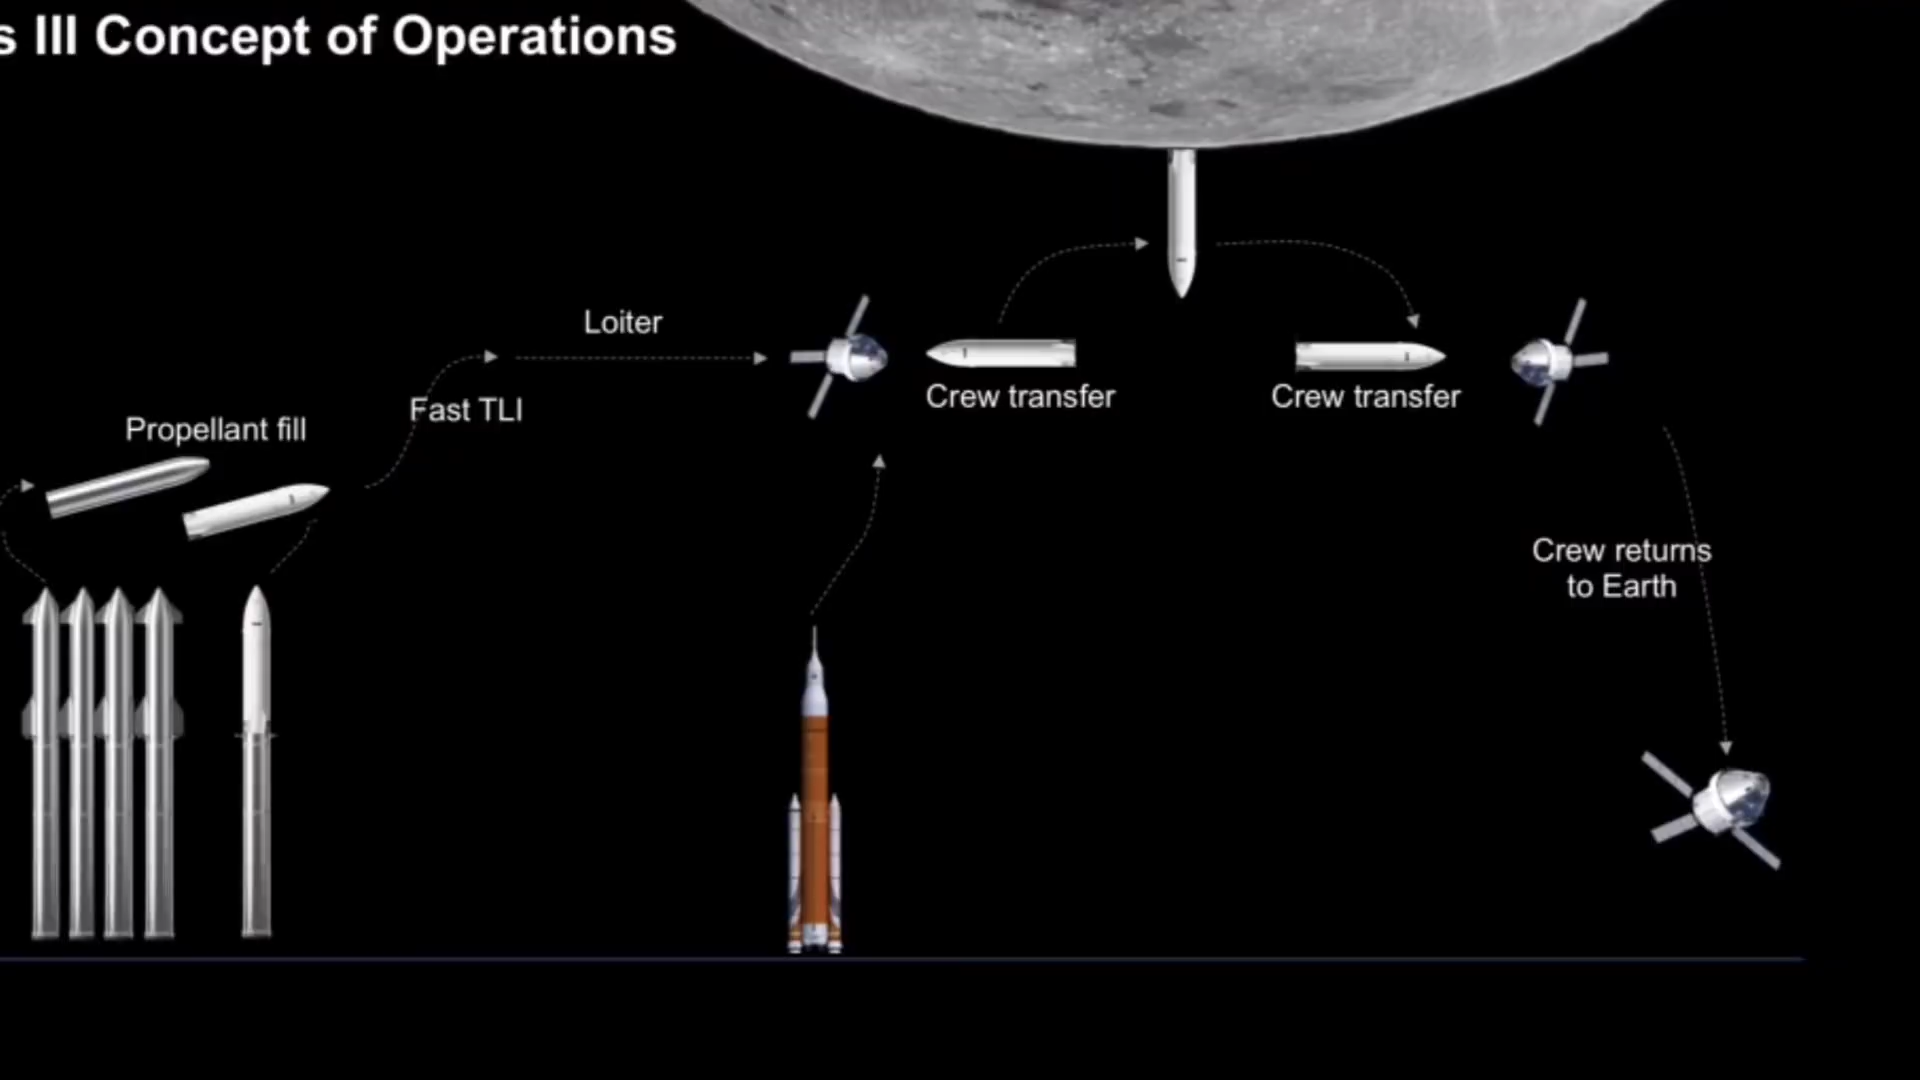 s III Concept of Operations
Loiter
Fast TLI
Propellant fill
Crew transfer
Crew transfer
Crew returns
to Earth